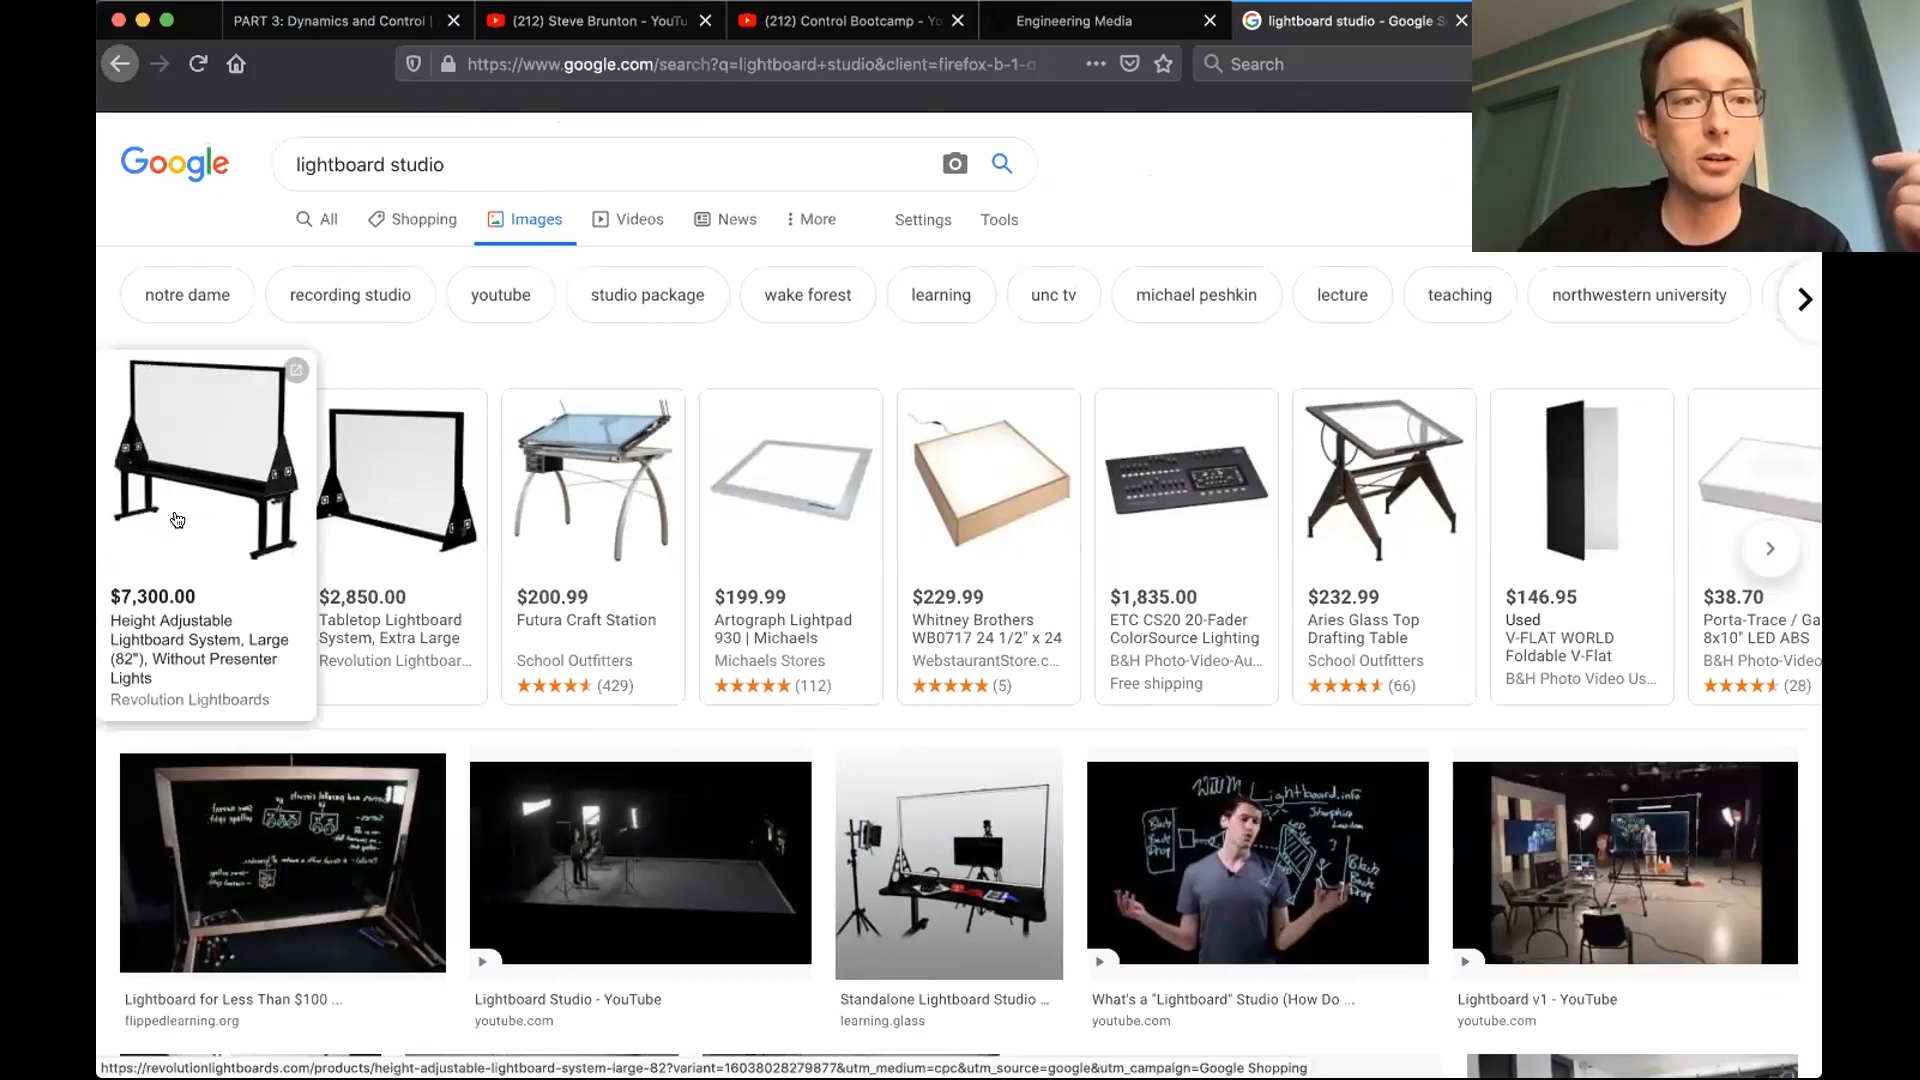 PART 3: Dynamics and Control |
(212) Steve Brunton - YouTu
(212) Control Bootcamp - Yo
Engineering Media
lightboard studio - Google S
https://www.google.com/search?q=lightboard+studio&client=firefox-b-1-d
Search
Google
lightboard studio
All
Shopping
Images
Videos
News
More
Settings
Tools
notre dame
recording studio
youtube
studio package
wake forest
learning
unc tv
michael peshkin
lecture
teaching
northwestern university
$7,300.00
Height Adjustable
Lightboard System, Large
(82"), Without Presenter
Lights
Revolution Lightboards
$2,850.00
Tabletop Lightboard
System, Extra Large
Revolution Lightboar...
$200.99
Futura Craft Station
School Outfitters
(429)
$199.99
Artograph Lightpad
930 | Michaels
Michaels Stores
(112)
$229.99
Whitney Brothers
WB0717 24 1/2" x 24
WebstaurantStore.c...
(5)
$1,835.00
ETC CS20 20-Fader
ColorSource Lighting
B&H Photo-Video-Au...
Free shipping
$232.99
Aries Glass Top
Drafting Table
School Outfitters
(66)
$146.95
Used
V-FLAT WORLD
Foldable V-Flat
B&H Photo Video Us...
$38.70
Porta-Trace / Ga
8x10" LED ABS
B&H Photo-Video
(28)
Lightboard.info
Black
Back
Drop
Black
Back
Drop
Lightboard for Less Than $100 ...
flippedlearning.org
Lightboard Studio - YouTube
youtube.com
Standalone Lightboard Studio ...
learning.glass
What's a "Lightboard" Studio (How Do ...
youtube.com
Lightboard v1 - YouTube
youtube.com
https://revolutionlightboards.com/products/height-adjustable-lightboard-system-large-82?variant=16038028279877&utm_medium=cpc&utm_source=google&utm_campaign=Google Shopping